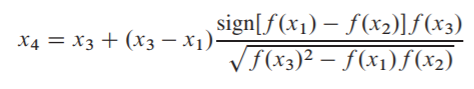 x₄ = x₃ + (x₃ − x₁) sign[f(x₁) − f(x₂)]f(x₃) / √f(x₃)² − f(x₁)f(x₂)